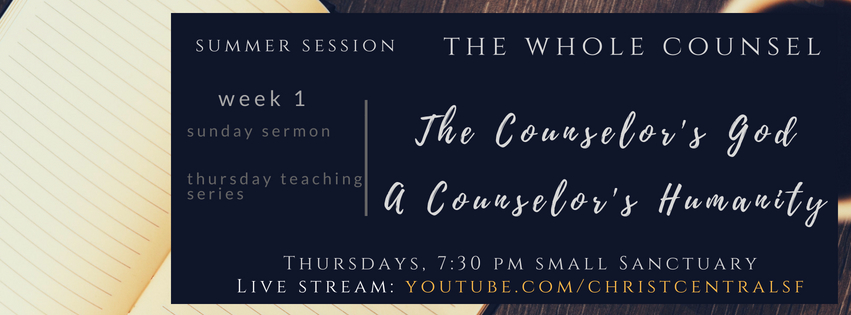 SUMMER SESSION
THE WHOLE COUNSEL
week 1
sunday sermon
The Counselor's God
thursday teaching
series
A Counselor's Humanity
THURSDAYS, 7:30 PM SMALL SANCTUARY
LIVE STREAM: YOUTUBE.COM/CHRISTCENTRALSF